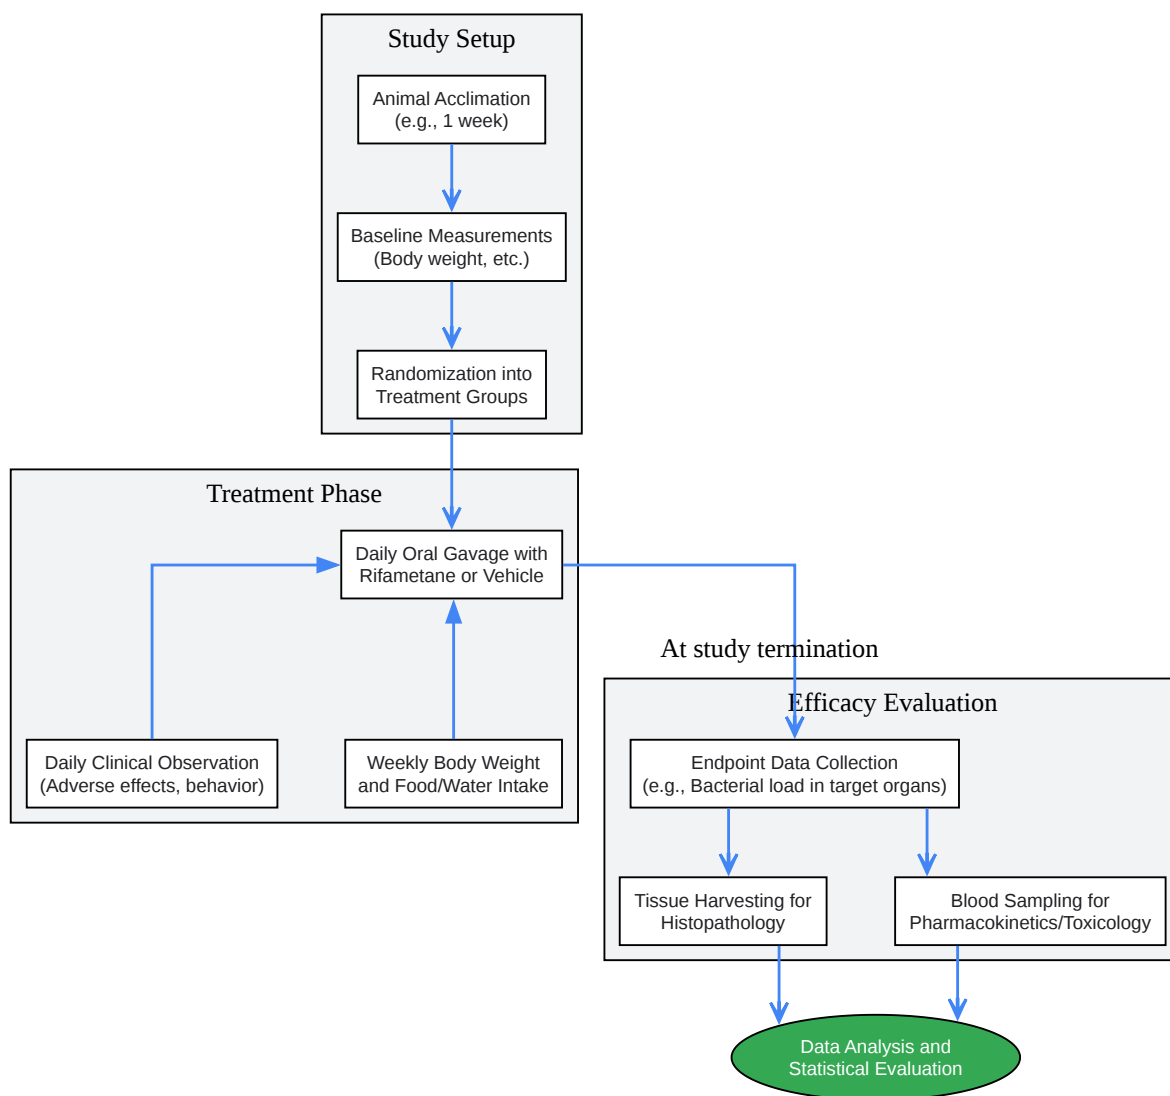 Study Setup
Animal Acclimation
(e.g., 1 week)
Baseline Measurements
(Body weight, etc.)
Randomization into
Treatment Groups
Treatment Phase
Daily Oral Gavage with
Rifametane or Vehicle
Daily Clinical Observation
(Adverse effects, behavior)
Weekly Body Weight
and Food/Water Intake
At study termination
Efficacy Evaluation
Endpoint Data Collection
(e.g., Bacterial load in target organs)
Tissue Harvesting for
Histopathology
Blood Sampling for
Pharmacokinetics/Toxicology
Data Analysis and
Statistical Evaluation